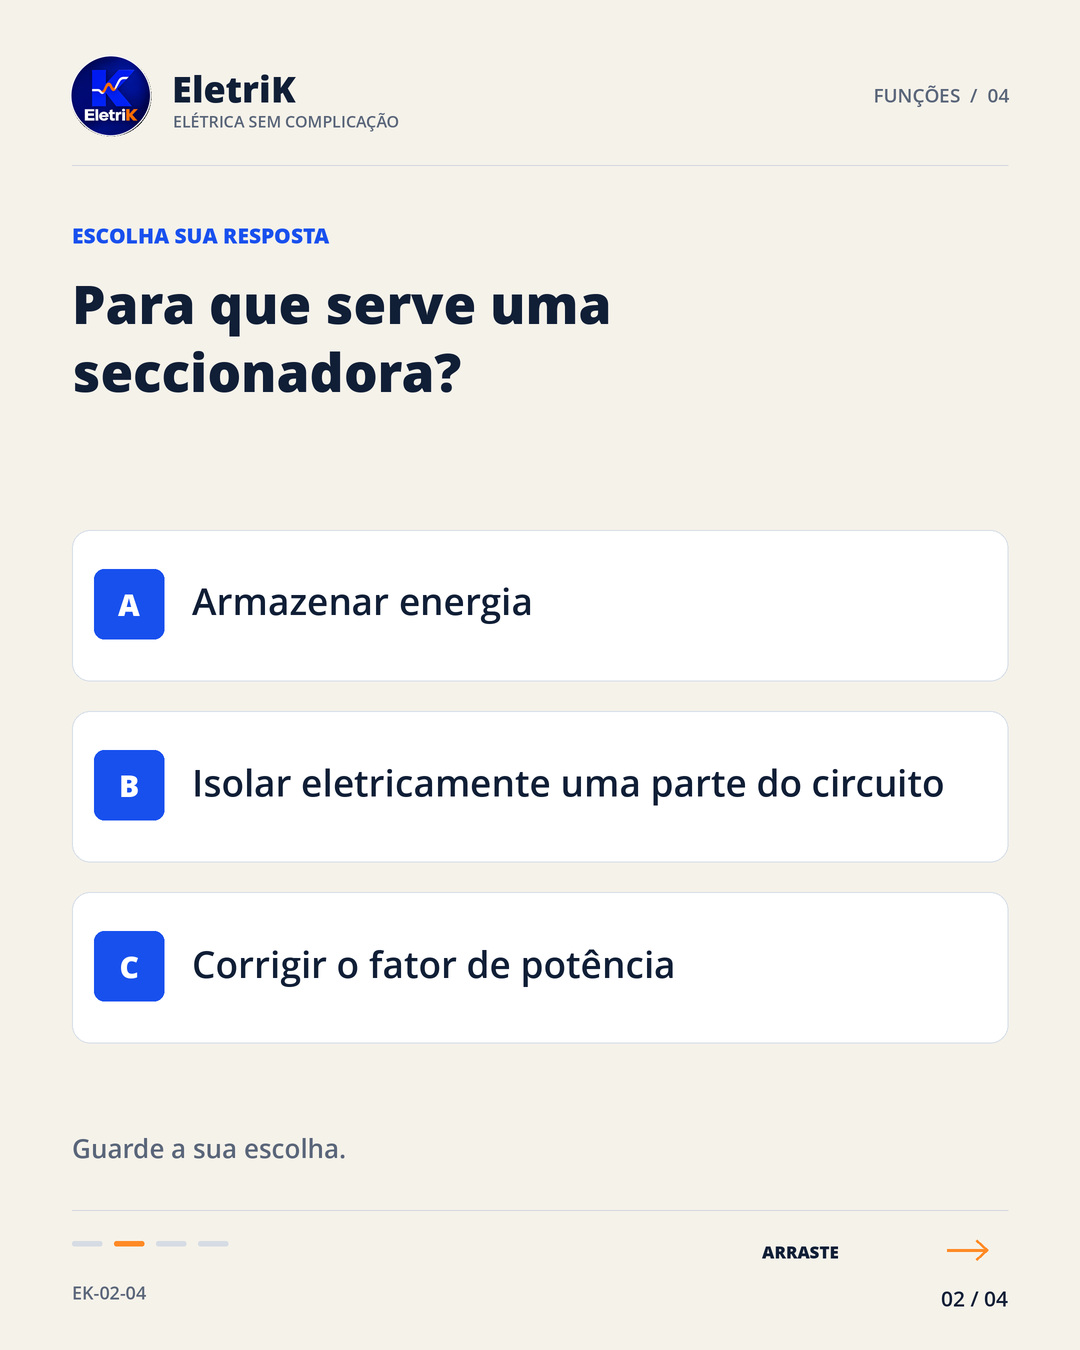 EletriK
EletriK
ELÉTRICA SEM COMPLICAÇÃO
FUNÇÕES / 04
ESCOLHA SUA RESPOSTA
Para que serve uma
seccionadora?
A
Armazenar energia
B
Isolar eletricamente uma parte do circuito
C
Corrigir o fator de potência
Guarde a sua escolha.
ARRASTE
EK-02-04
02 / 04